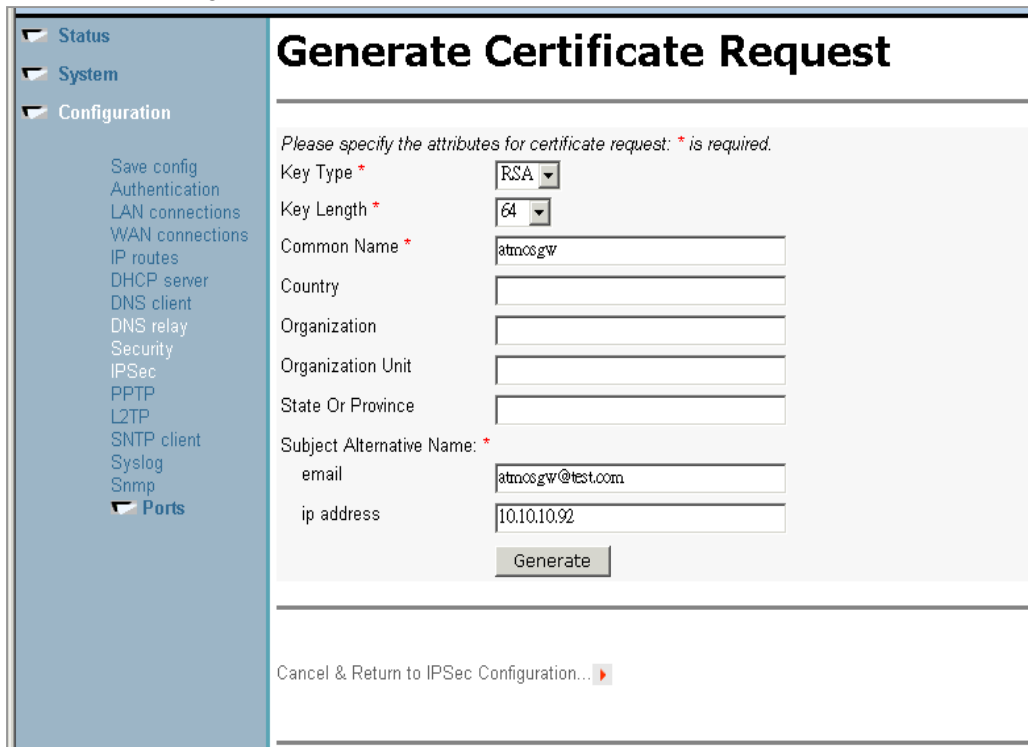 Status
System
Configuration
Save config
Authentication
LAN connections
WAN connections
IP routes
DHCP server
DNS client
DNS relay
Security
IPSec
PPTP
L2TP
SNTP client
Syslog
Snmp
Ports
Generate Certificate Request
Please specify the attributes for certificate request: * is required.
Key Type * RSA
Key Length * 64
Common Name * atmosgw
Country
Organization
Organization Unit
State Or Province
Subject Alternative Name: *
email atmosgw@test.com
ip address 10.10.10.92
Generate
Cancel & Return to IPSec Configuration...